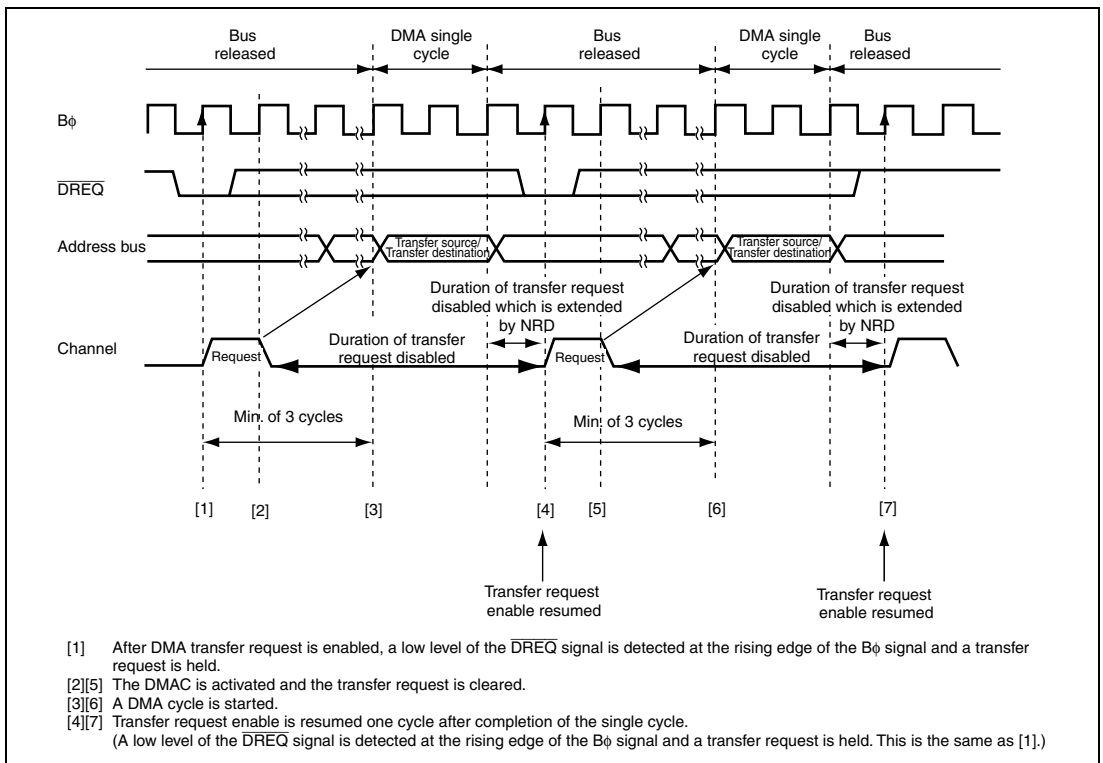 Bus released
DMA single cycle
Bus released
DMA single cycle
Bus released
Bφ
DREQ
Address bus
Transfer source/
Transfer destination
Transfer source/
Transfer destination
Duration of transfer request
disabled which is extended
by NRD
Duration of transfer request
disabled which is extended
by NRD
Channel
Request
Duration of transfer
request disabled
Request
Duration of transfer
request disabled
Min. of 3 cycles
Min. of 3 cycles
[1] [2] [3] [4] [5] [6] [7]
Transfer request
enable resumed
Transfer request
enable resumed
[1] After DMA transfer request is enabled, a low level of the DREQ signal is detected at the rising edge of the Bφ signal and a transfer
request is held.
[2][5] The DMAC is activated and the transfer request is cleared.
[3][6] A DMA cycle is started.
[4][7] Transfer request enable is resumed one cycle after completion of the single cycle.
(A low level of the DREQ signal is detected at the rising edge of the Bφ signal and a transfer request is held. This is the same as [1].)